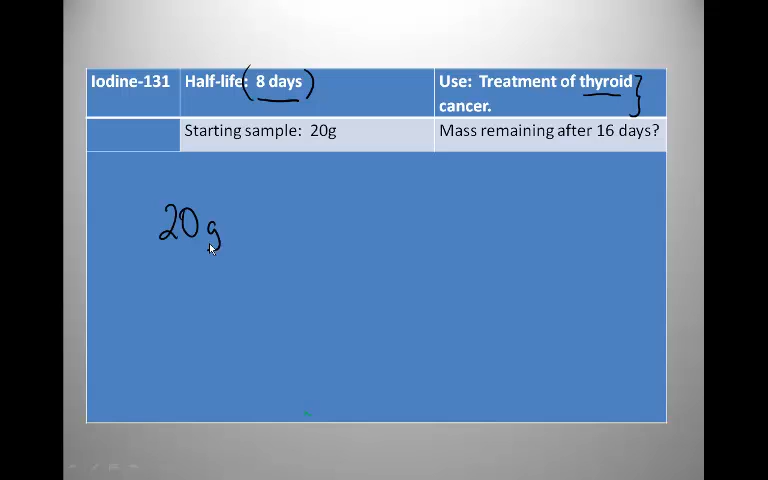 Iodine-131
Half-life: 8 days
Use: Treatment of thyroid
cancer.
Starting sample: 20g
Mass remaining after 16 days?
20 g